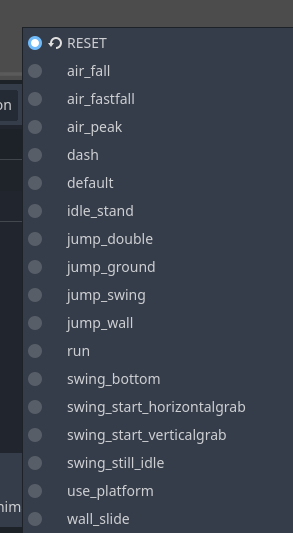 RESET
air_fall
air_fastfall
air_peak
dash
default
idle_stand
jump_double
jump_ground
jump_swing
jump_wall
run
swing_bottom
swing_start_horizontalgrab
swing_start_verticalgrab
swing_still_idle
use_platform
wall_slide